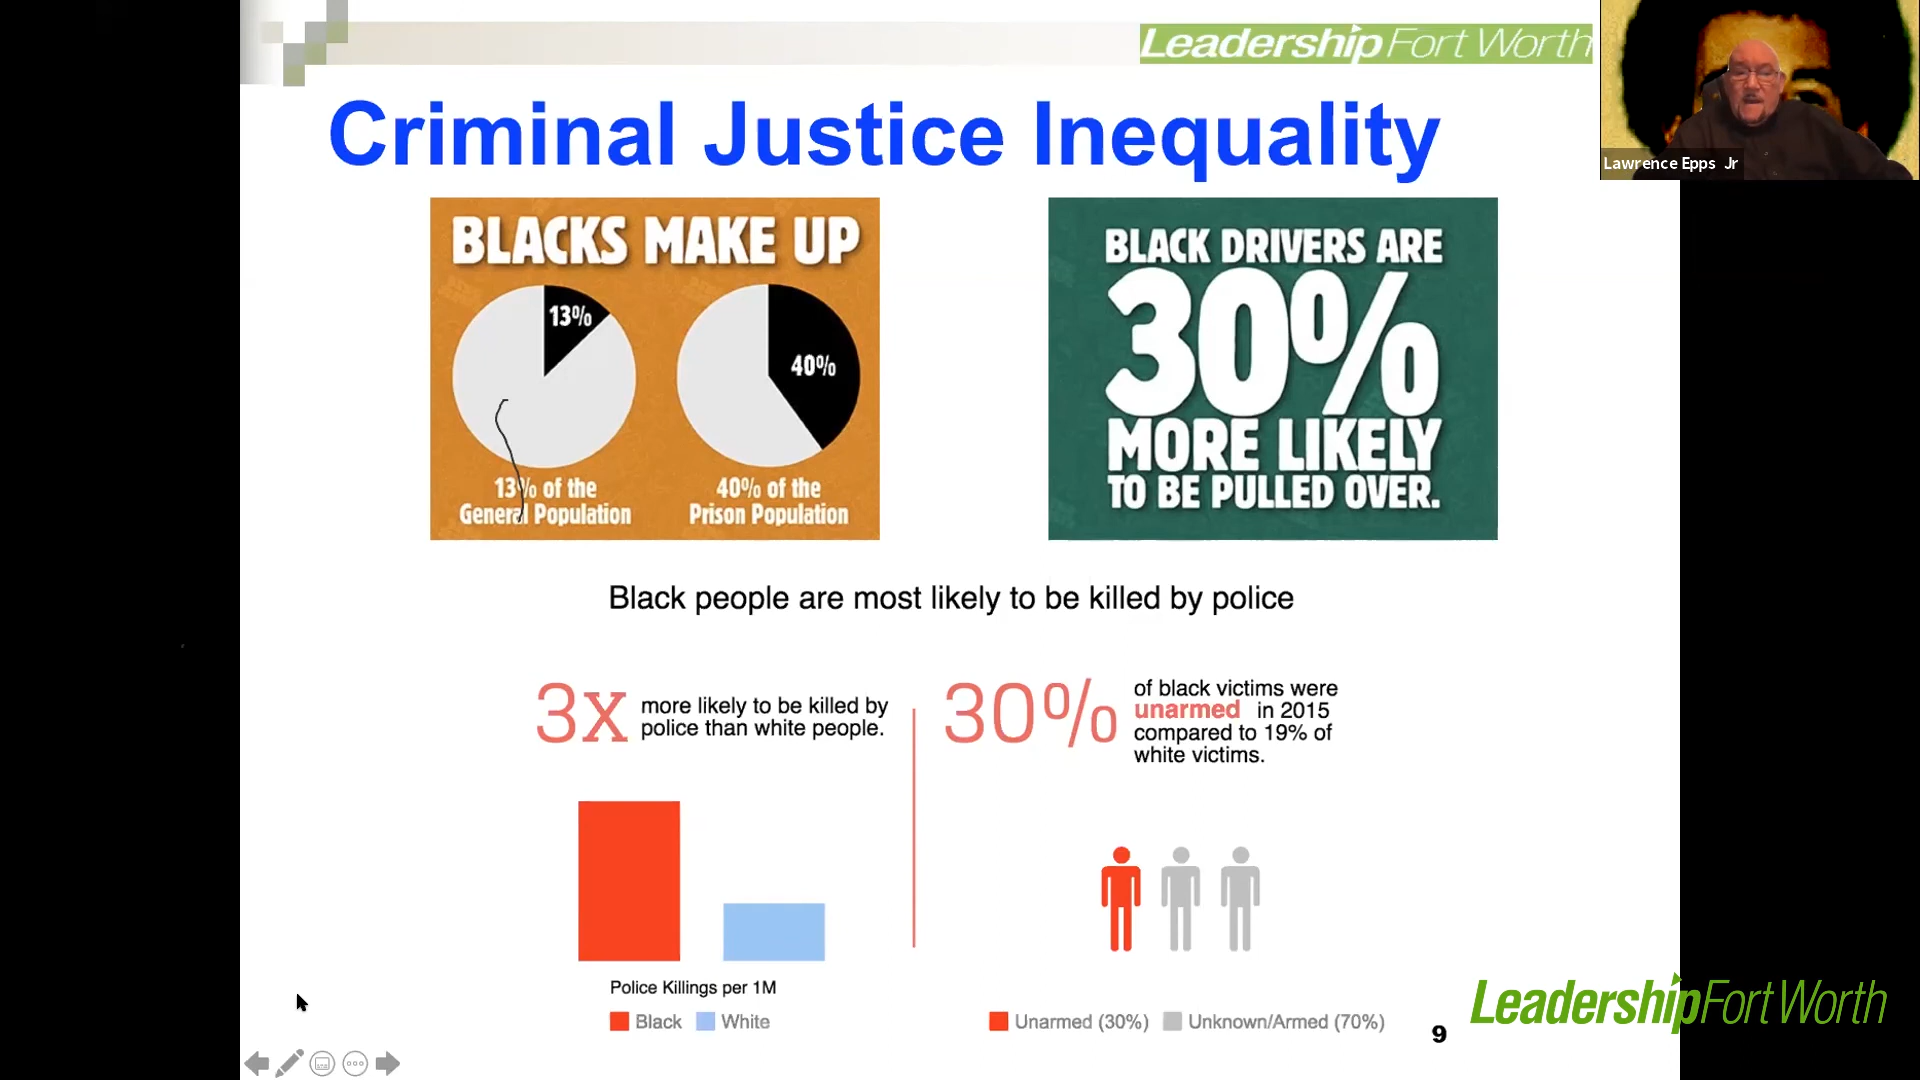 Leadership Fort Worth
Lawrence Epps Jr
Criminal Justice Inequality
BLACKS MAKE UP
13%
40%
13% of the
General Population
40% of the
Prison Population
BLACK DRIVERS ARE
30%
MORE LIKELY
TO BE PULLED OVER.
Black people are most likely to be killed by police
3x
more likely to be killed by
police than white people.
30%
of black victims were
unarmed in 2015
compared to 19% of
white victims.
Police Killings per 1M
Black White
Unarmed (30%) Unknown/Armed (70%)
9
Leadership Fort Worth